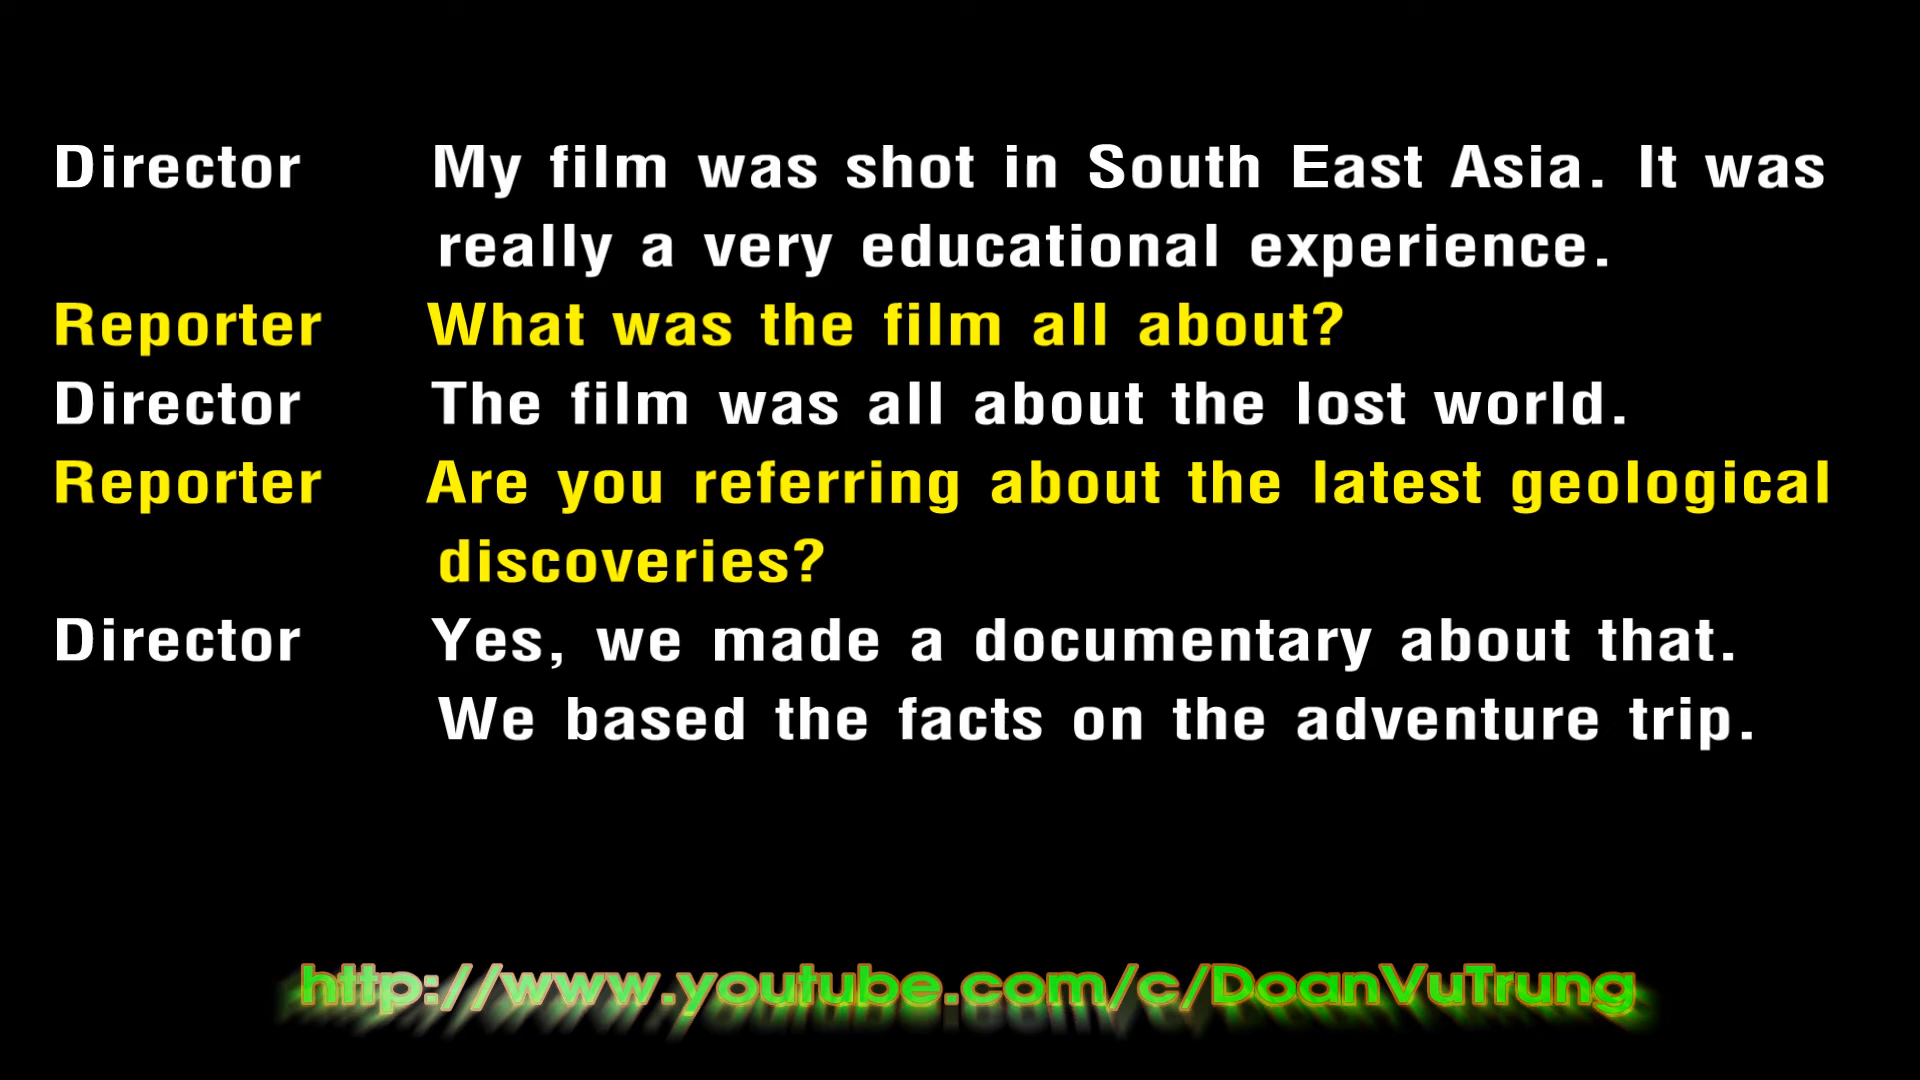 Director My film was shot in South East Asia. It was
really a very educational experience.
Reporter What was the film all about?
Director The film was all about the lost world.
Reporter Are you referring about the latest geological
discoveries?
Director Yes, we made a documentary about that.
We based the facts on the adventure trip.
http://www.youtube.com/c/DoanVuTrung